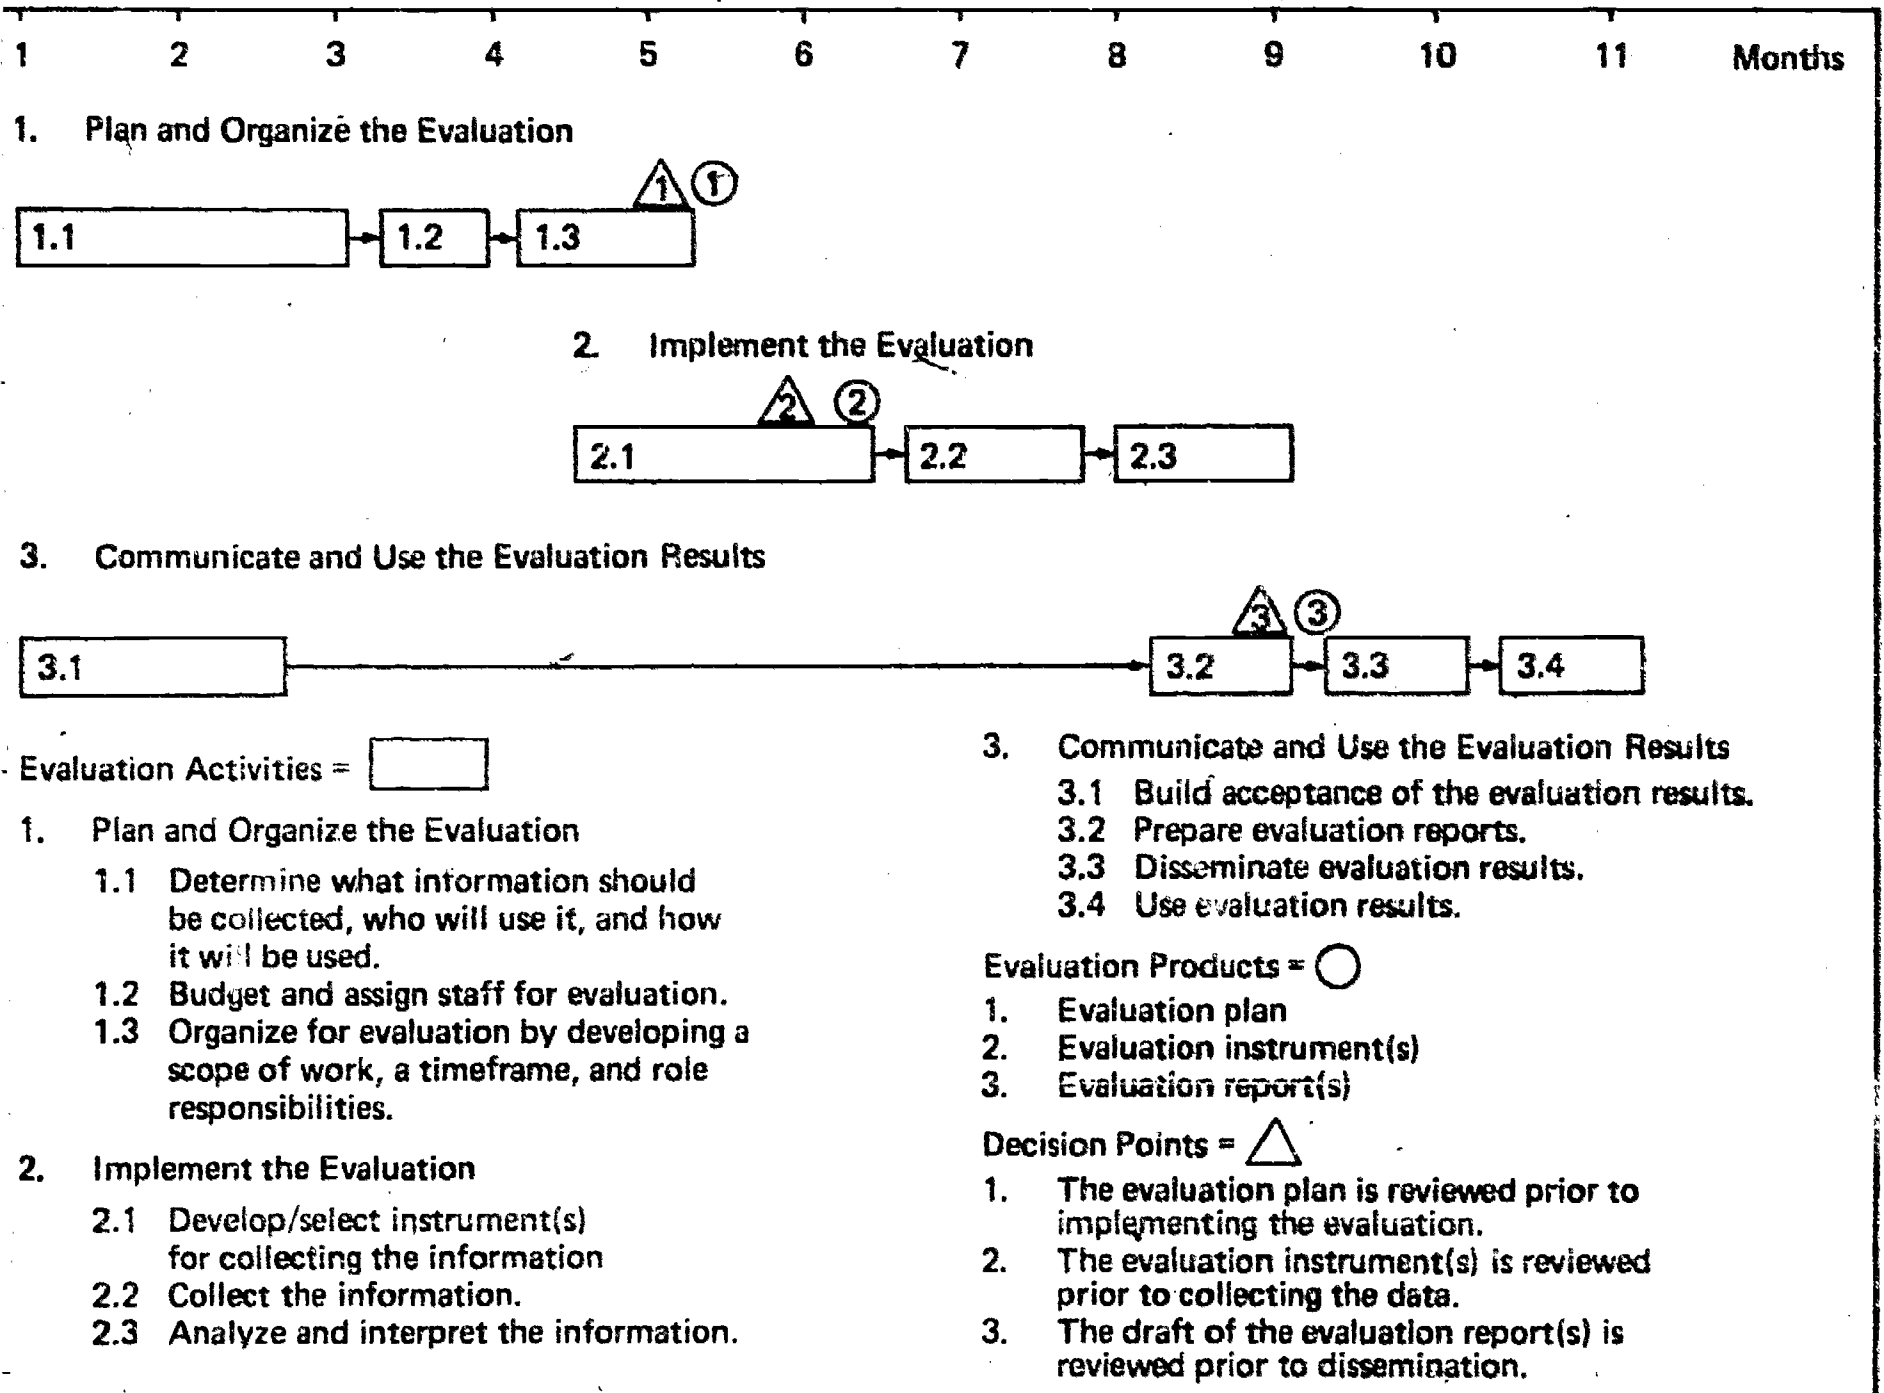 1 2 3 4 5 6 7 8 9 10 11 Months
1. Plan and Organize the Evaluation
1 1
1.1 1.2 1.3
2. Implement the Evaluation
2 2
2.1 2.2 2.3
3. Communicate and Use the Evaluation Results
3 3
3.1 3.2 3.3 3.4
Evaluation Activities =
1. Plan and Organize the Evaluation
1.1 Determine what information should
be collected, who will use it, and how
it will be used.
1.2 Budget and assign staff for evaluation.
1.3 Organize for evaluation by developing a
scope of work, a timeframe, and role
responsibilities.
2. Implement the Evaluation
2.1 Develop/select instrument(s)
for collecting the information
2.2 Collect the information.
2.3 Analyze and interpret the information.
3. Communicate and Use the Evaluation Results
3.1 Build acceptance of the evaluation results.
3.2 Prepare evaluation reports.
3.3 Disseminate evaluation results.
3.4 Use evaluation results.
Evaluation Products =
1. Evaluation plan
2. Evaluation instrument(s)
3. Evaluation report(s)
Decision Points =
1. The evaluation plan is reviewed prior to
implementing the evaluation.
2. The evaluation instrument(s) is reviewed
prior to collecting the data.
3. The draft of the evaluation report(s) is
reviewed prior to dissemination.